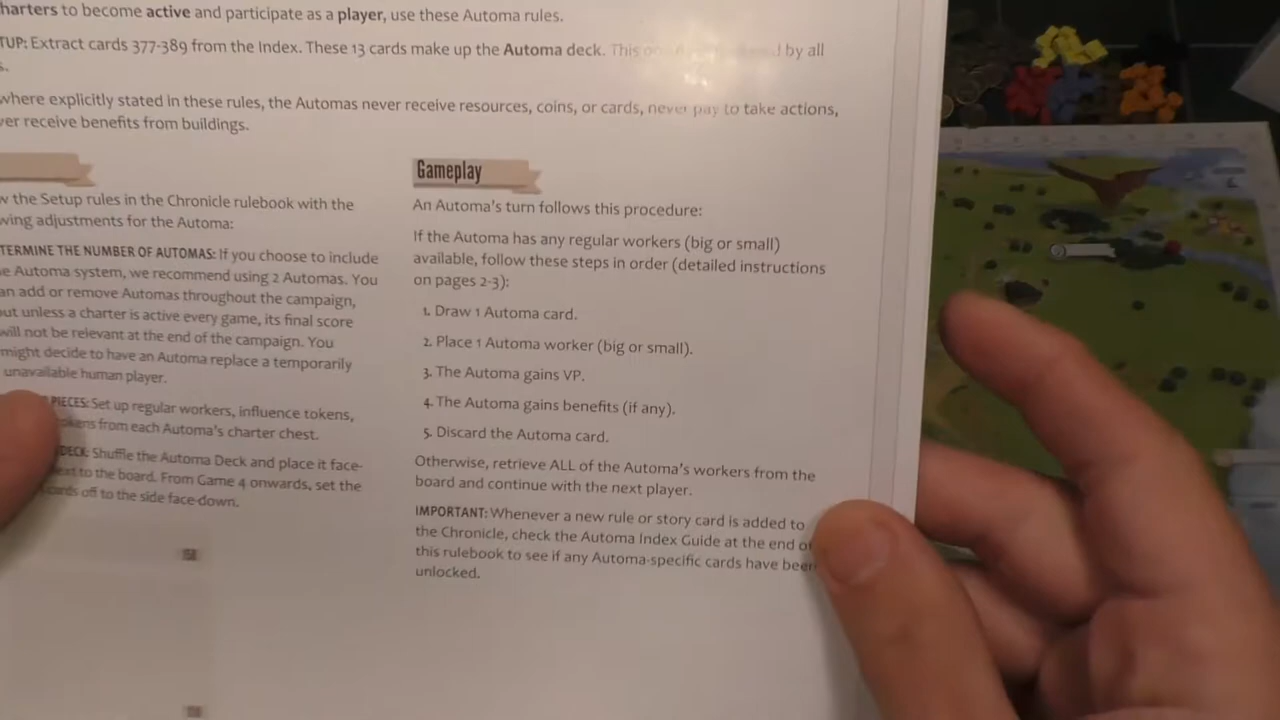 harters to become active and participate as a player, use these Automa rules.
TUP: Extract cards 377-389 from the Index. These 13 cards make up the Automa deck. This by all
s.
where explicitly stated in these rules, the Automas never receive resources, coins, or cards, never pay to take actions,
ver receive benefits from buildings.
w the Setup rules in the Chronicle rulebook with the
wing adjustments for the Automa:
TERMINE THE NUMBER OF AUTOMAS: If you choose to include
e Automa system, we recommend using 2 Automas. You
an add or remove Automas throughout the campaign,
out unless a charter is active every game, its final score
will not be relevant at the end of the campaign. You
might decide to have an Automa replace a temporarily
unavailable human player.
PIECES: Set up regular workers, influence tokens,
okens from each Automa's charter chest.
DECK: Shuffle the Automa Deck and place it face-
ext to the board. From Game 4 onwards, set the
cards off to the side face-down.
Gameplay
An Automa's turn follows this procedure:
If the Automa has any regular workers (big or small)
available, follow these steps in order (detailed instructions
on pages 2-3):
1. Draw 1 Automa card.
2. Place 1 Automa worker (big or small).
3. The Automa gains VP.
4. The Automa gains benefits (if any).
5. Discard the Automa card.
Otherwise, retrieve ALL of the Automa's workers from the
board and continue with the next player.
IMPORTANT: Whenever a new rule or story card is added to
the Chronicle, check the Automa Index Guide at the end of
this rulebook to see if any Automa-specific cards have been
unlocked.